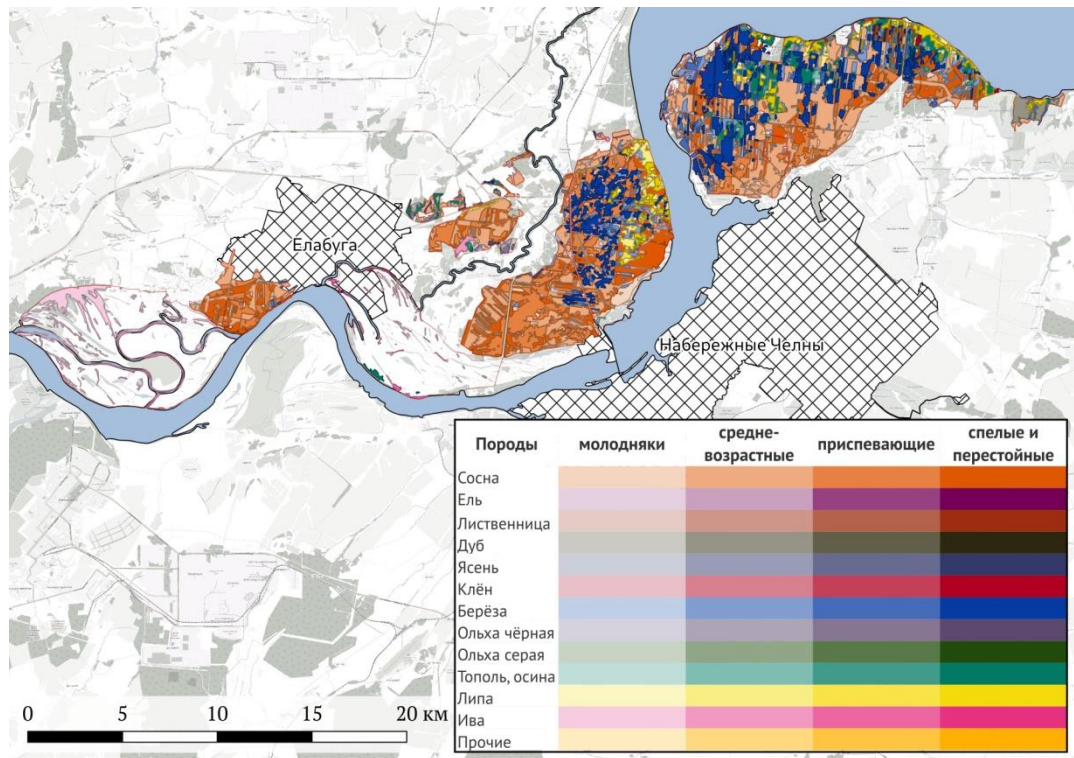 Елабуга
Набережные Челны
Породы молодняки средне-
возрастные приспевающие спелые и
перестойные
Сосна
Ель
Лиственница
Дуб
Ясень
Клён
Берёза
Ольха чёрная
Ольха серая
Тополь, осина
Липа
Ива
Прочие
0 5 10 15 20 км